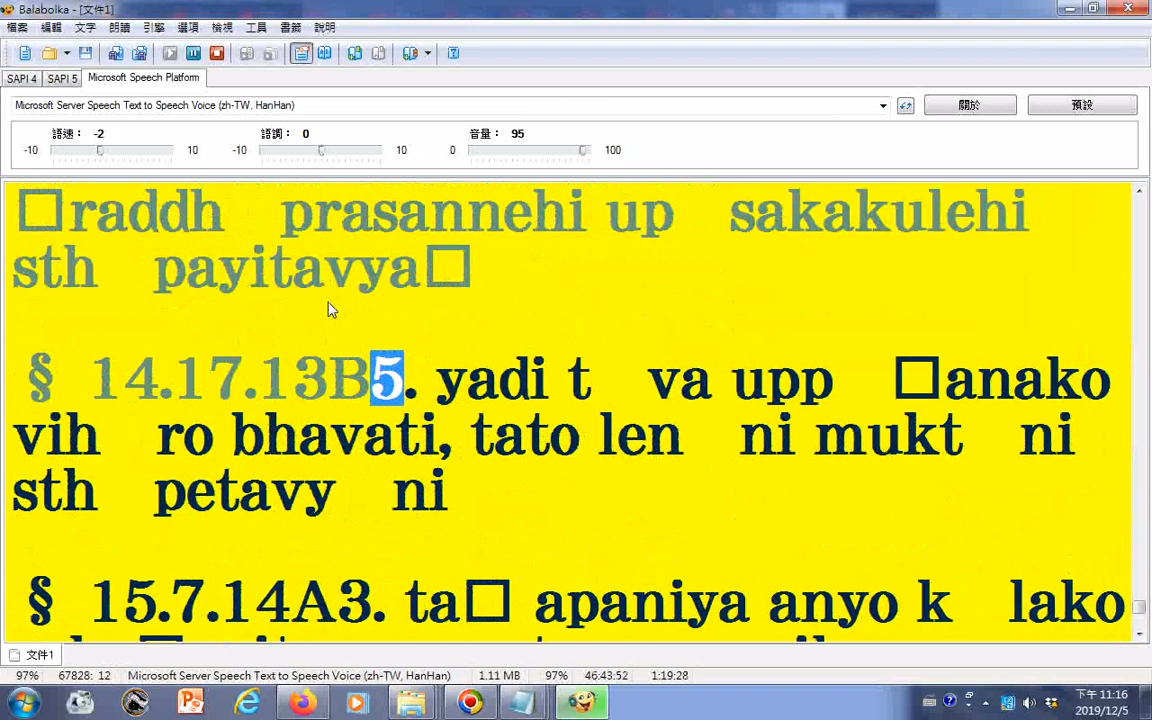 Balabolka - [文件1]
檔案 編輯 文字 朗讀 引擎 選項 檢視 工具 書籤 說明
SAPI 4 SAPI 5 Microsoft Speech Platform
Microsoft Server Speech Text to Speech Voice (zh-TW, HanHan) 關於 預設
語速： -2 語調： 0 音量： 95
-10 10 -10 10 0 100
□raddh prasannehi up sakakulehi
sth payitavya□
§ 14.17.13B5. yadi t va upp □anako
vih ro bhavati, tato len ni mukt ni
sth petavy ni
§ 15.7.14A3. ta□ apaniya anyo k lako
文件1
97% 67828: 12 Microsoft Server Speech Text to Speech Voice (zh-TW, HanHan) 1.11 MB 97% 46:43:52 1:19:28
下午 11:16
2019/12/5